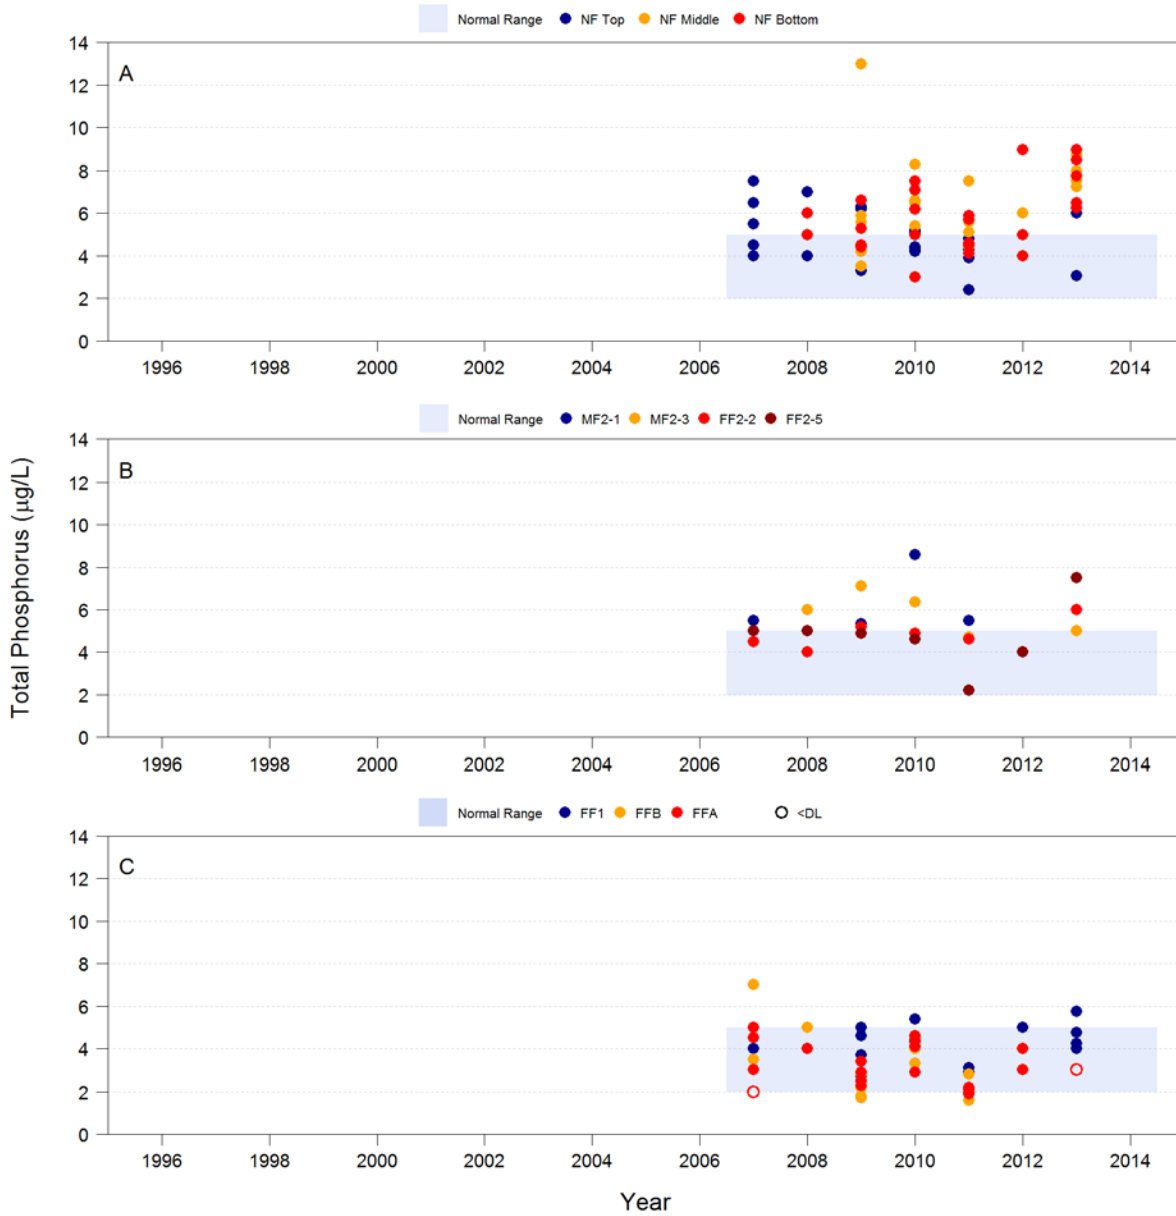 Normal Range NF Top NF Middle NF Bottom
A
14
12
10
8
6
4
2
0
1996 1998 2000 2002 2004 2006 2008 2010 2012 2014
Normal Range MF2-1 MF2-3 FF2-2 FF2-5
B
14
12
10
8
6
4
2
0
1996 1998 2000 2002 2004 2006 2008 2010 2012 2014
Total Phosphorus (µg/L)
Normal Range FF1 FFB FFA <DL
C
14
12
10
8
6
4
2
0
1996 1998 2000 2002 2004 2006 2008 2010 2012 2014
Year